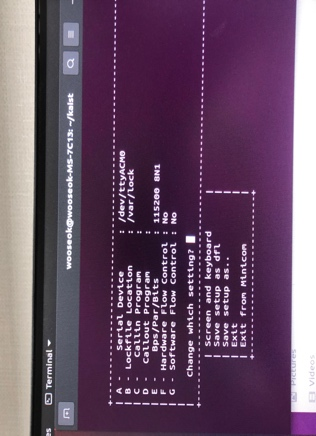 Terminal
wooseok@wooseok-MS-7C13: ~/kaist
A - Serial Device : /dev/ttyACM0
B - Lockfile Location : /var/lock
C - Callin Program :
D - Callout Program :
E - Bps/Par/Bits : 115200 8N1
F - Hardware Flow Control : No
G - Software Flow Control : No
Change which setting?
Screen and keyboard
Save setup as dfl
Save setup as..
Exit
Exit from Minicom
Pictures
Videos